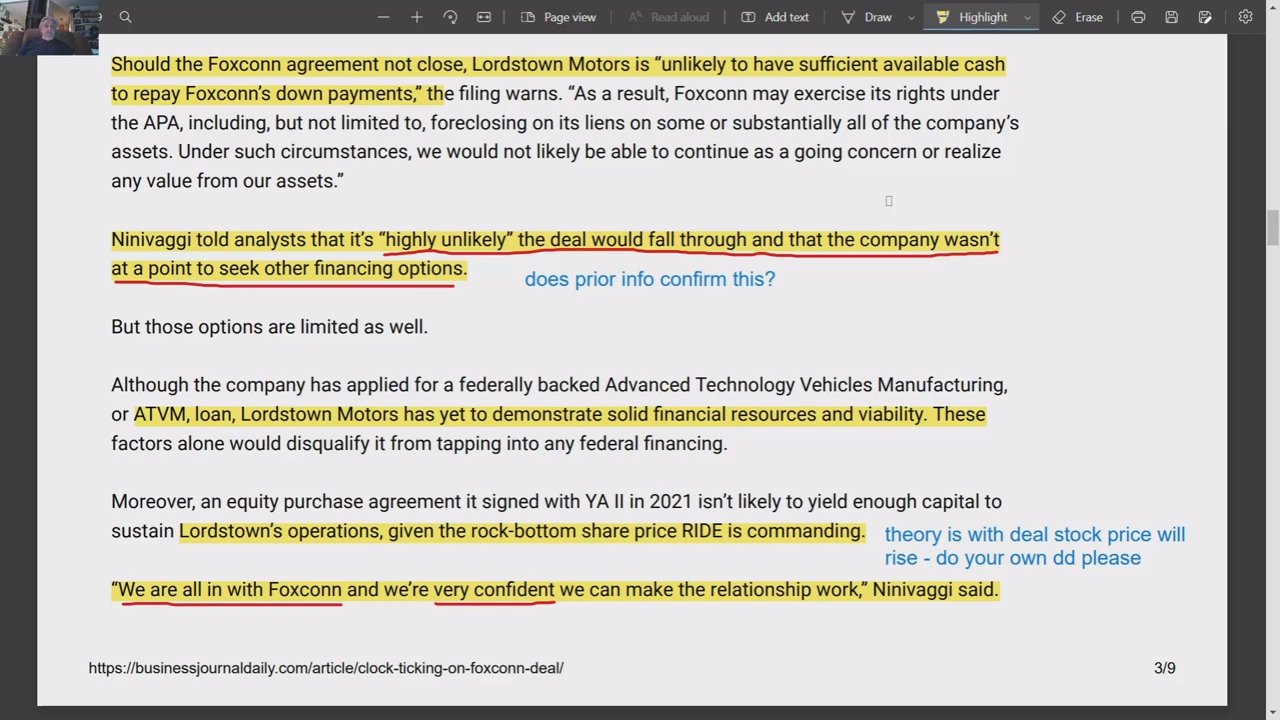 9
Page view
Read aloud
Add text
Draw
Highlight
Erase
Should the Foxconn agreement not close, Lordstown Motors is “unlikely to have sufficient available cash
to repay Foxconn’s down payments,” the filing warns. “As a result, Foxconn may exercise its rights under
the APA, including, but not limited to, foreclosing on its liens on some or substantially all of the company’s
assets. Under such circumstances, we would not likely be able to continue as a going concern or realize
any value from our assets.”
Ninivaggi told analysts that it’s “highly unlikely” the deal would fall through and that the company wasn’t
at a point to seek other financing options.
does prior info confirm this?
But those options are limited as well.
Although the company has applied for a federally backed Advanced Technology Vehicles Manufacturing,
or ATVM, loan, Lordstown Motors has yet to demonstrate solid financial resources and viability. These
factors alone would disqualify it from tapping into any federal financing.
Moreover, an equity purchase agreement it signed with YA II in 2021 isn’t likely to yield enough capital to
sustain Lordstown’s operations, given the rock-bottom share price RIDE is commanding.
theory is with deal stock price will
rise - do your own dd please
“We are all in with Foxconn and we’re very confident we can make the relationship work,” Ninivaggi said.
https://businessjournaldaily.com/article/clock-ticking-on-foxconn-deal/
3/9